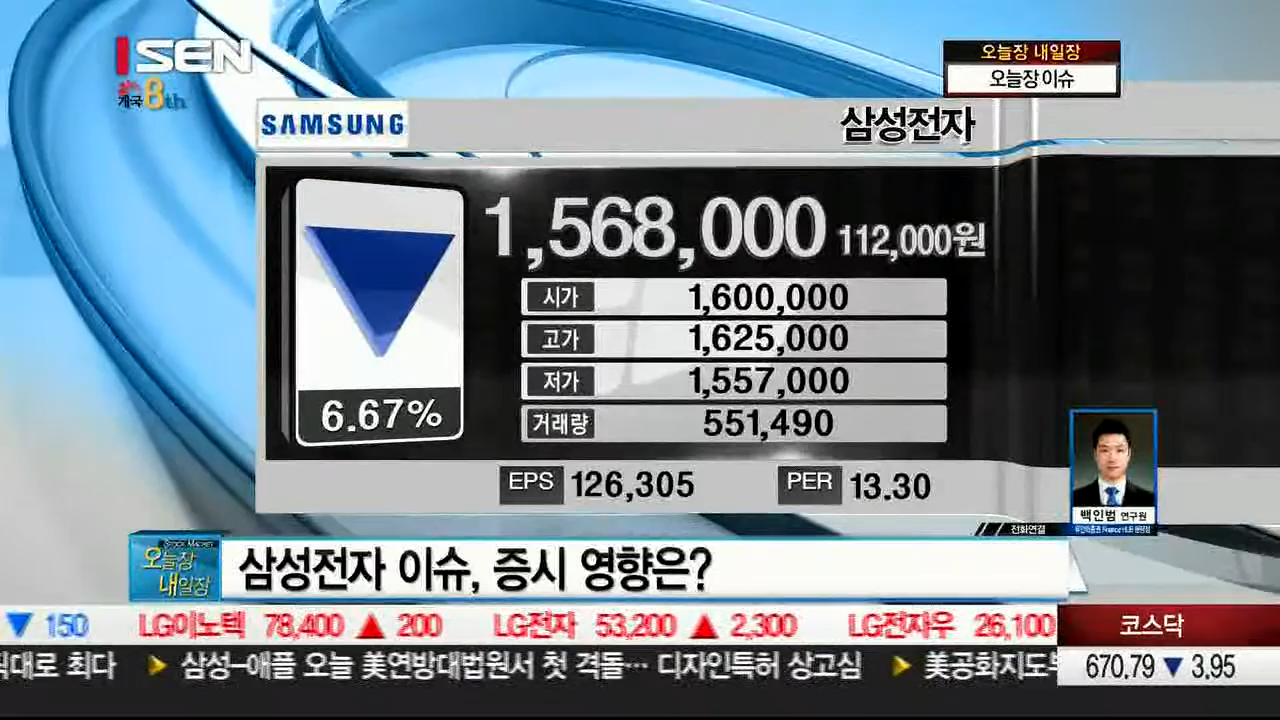 SEN
개국 8th
오늘장 내일장
오늘장 이슈
SAMSUNG
삼성전자
1,568,000 112,000원
시가 1,600,000
고가 1,625,000
저가 1,557,000
거래량 551,490
6.67%
EPS 126,305 PER 13.30
백인범 연구원
전화연결
STOCK MARKET
오늘장
내일장
삼성전자 이슈, 증시 영향은?
▼ 150 LG이노텍 78,400 ▲ 200 LG전자 53,200 ▲ 2,300 LG전자우 26,100
코스닥
대로 최다 ▶ 삼성–애플 오늘 美연방대법원서 첫 격돌… 디자인특허 상고심 ▶ 美공화지도부
670.79 ▼ 3.95